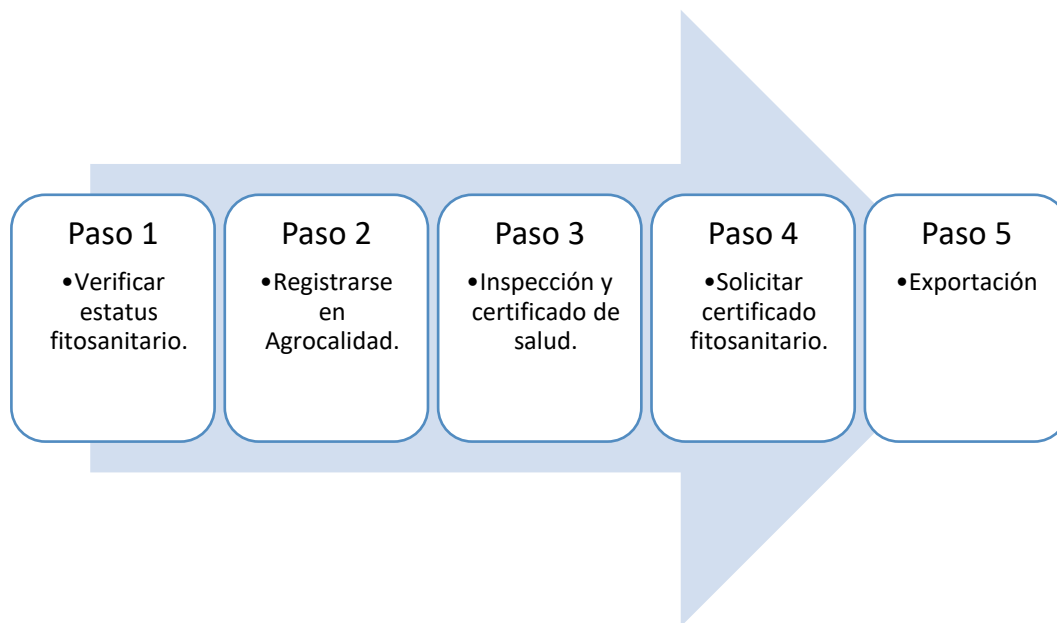 Paso 1
•Verificar
estatus
fitosanitario.
Paso 2
•Registrarse
en
Agrocalidad.
Paso 3
•Inspección y
certificado de
salud.
Paso 4
•Solicitar
certificado
fitosanitario.
Paso 5
•Exportación